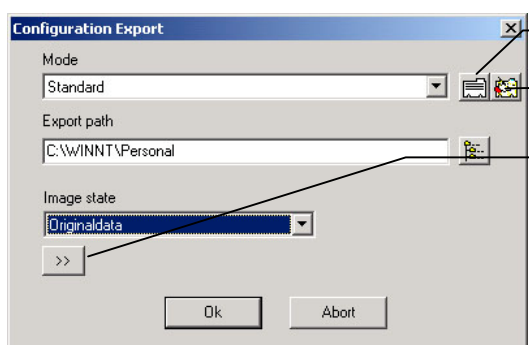 Configuration Export
Mode
Standard
Export path
C:\WINNT\Personal
Image state
Originaldata
>>
Ok
Abort